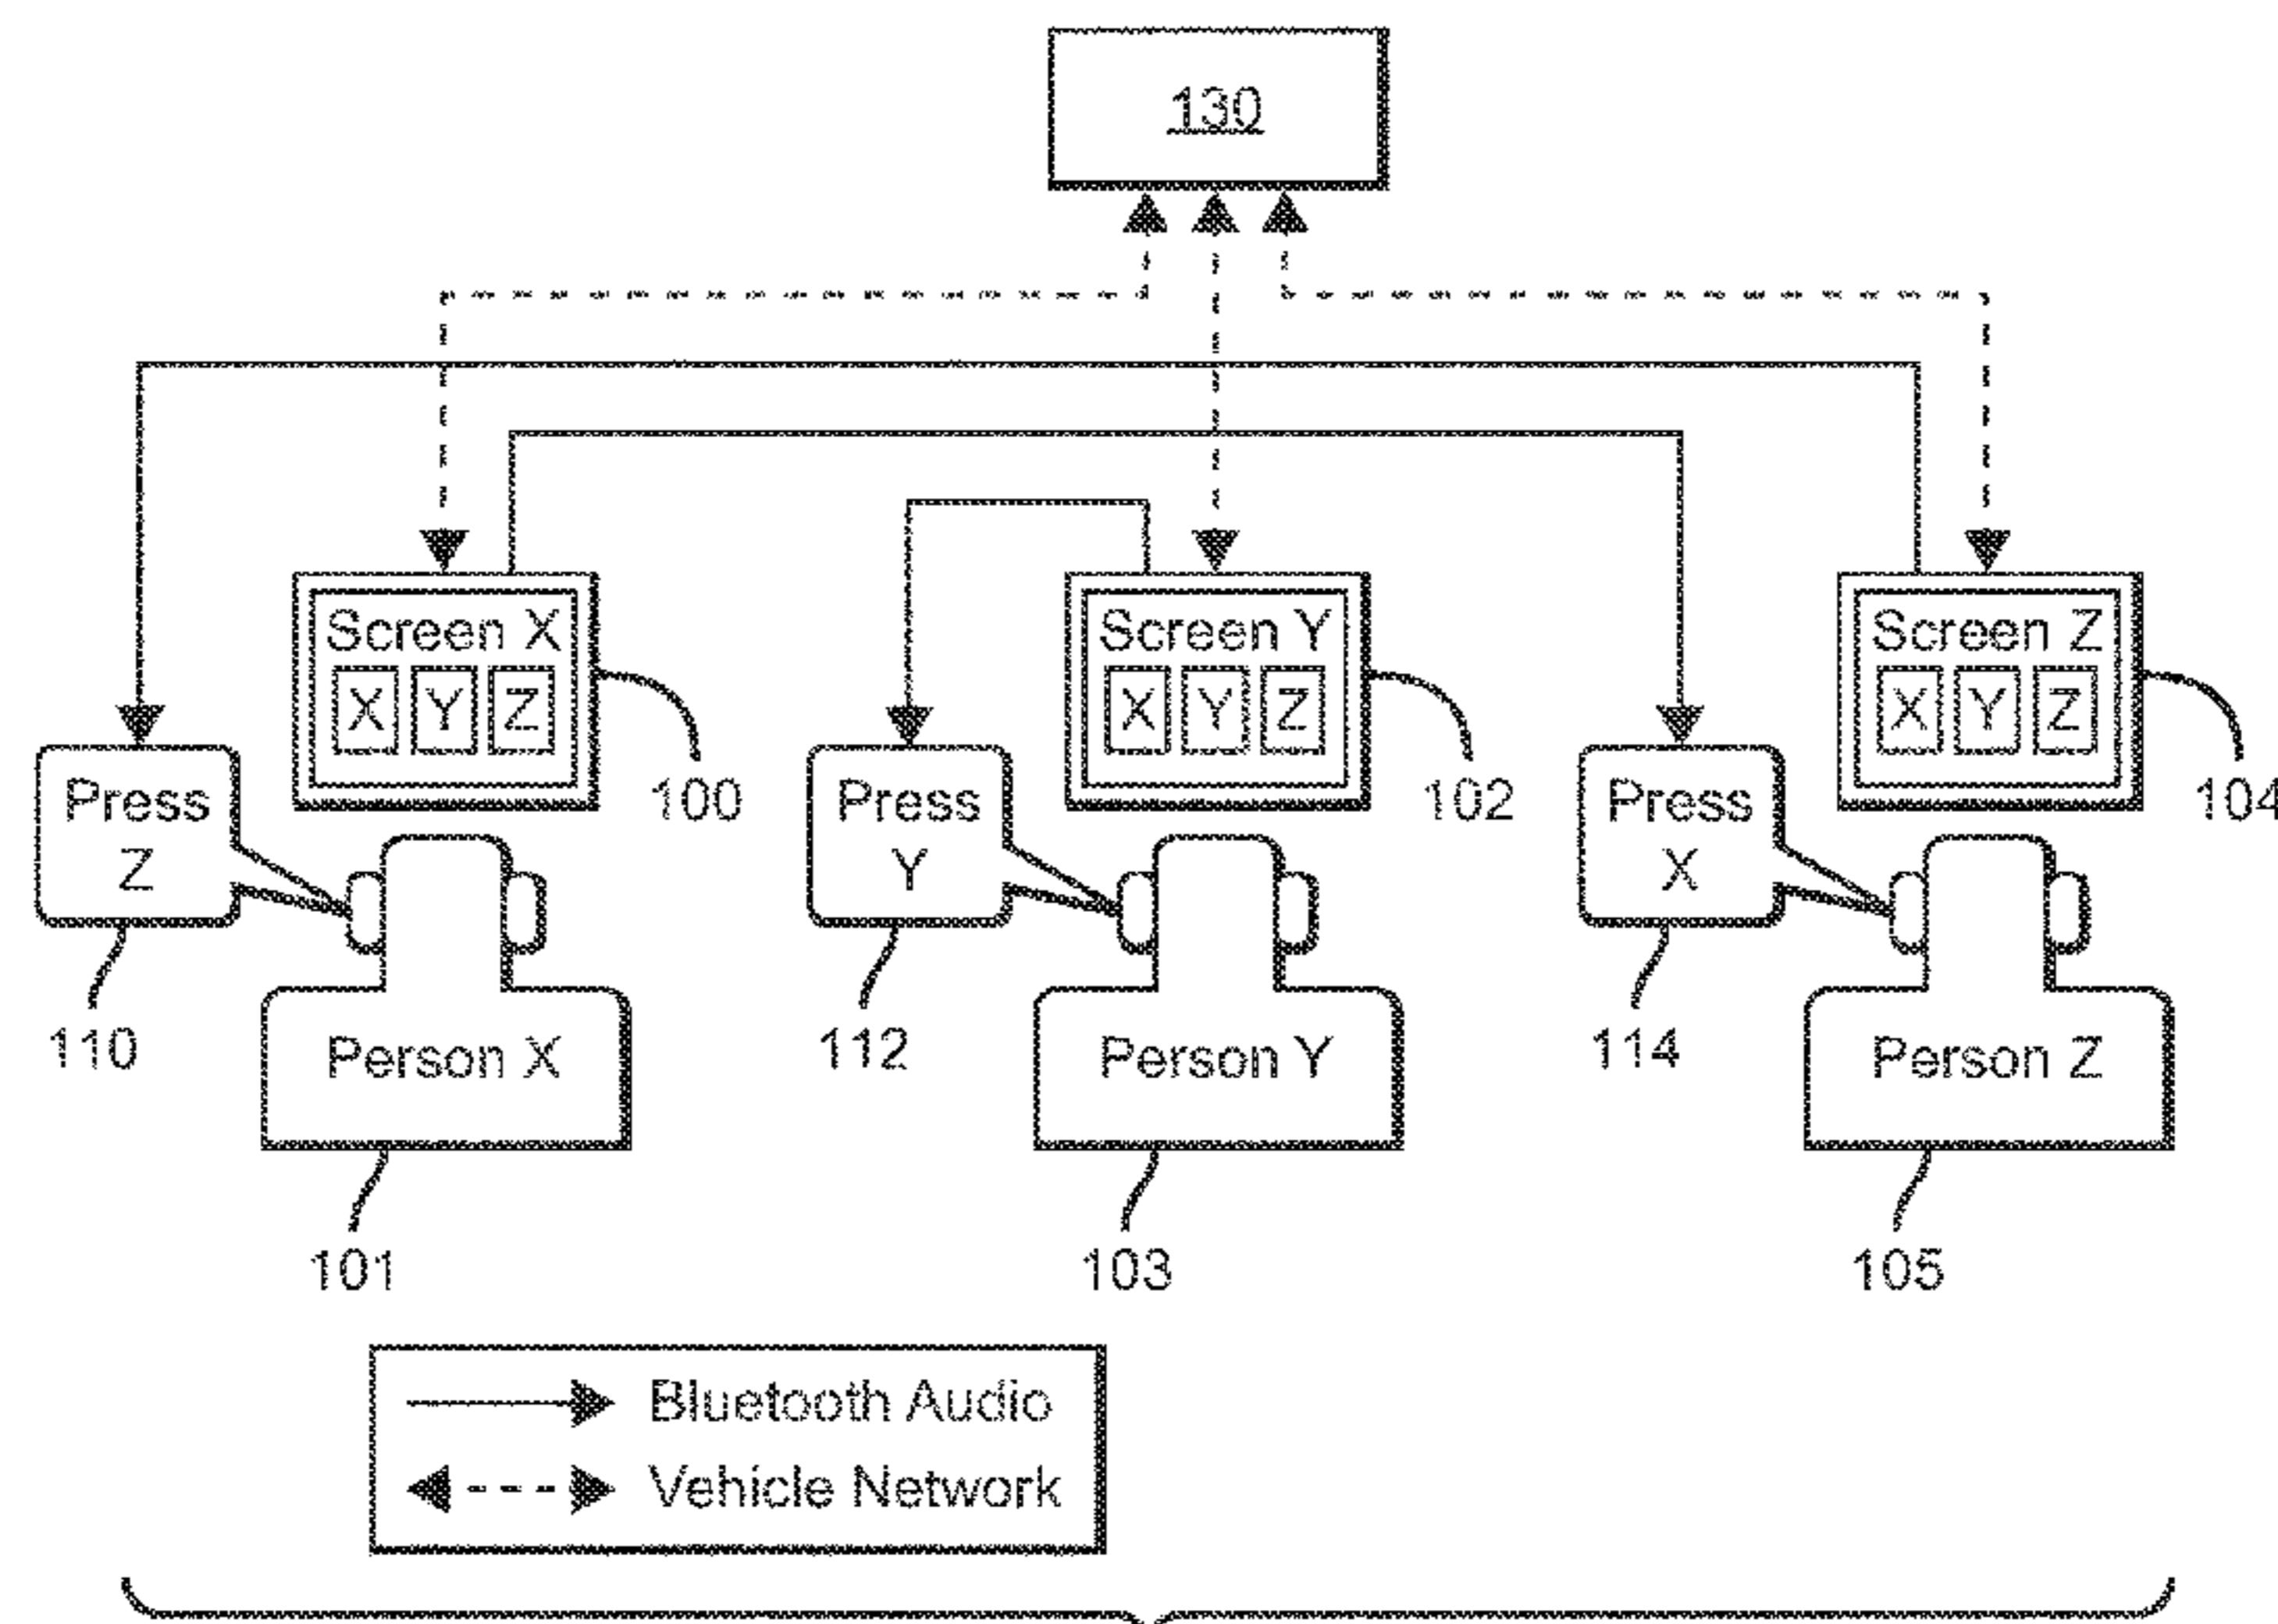 130
Screen X
X Y Z
100
Screen Y
X Y Z
102
Screen Z
X Y Z
104
Press
Z
110
Press
Y
112
Press
X
114
Person X
101
Person Y
103
Person Z
105
Bluetooth Audio
Vehicle Network